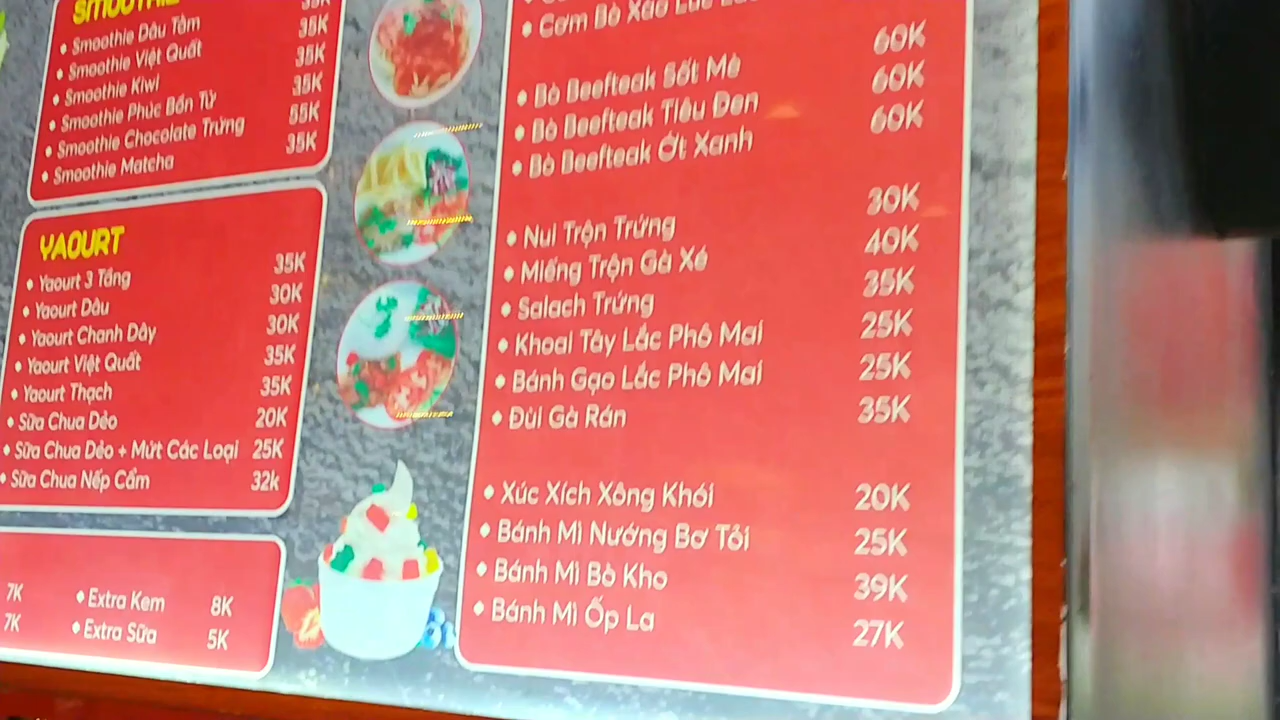 SMOOTHIE
35K
• Smoothie Dâu Tằm 35K
• Smoothie Việt Quất 35K
• Smoothie Kiwi 35K
• Smoothie Phúc Bồn Tử 55K
• Smoothie Chocolate Trứng 35K
• Smoothie Matcha
YAOURT
• Yaourt 3 Tầng 35K
• Yaourt Dâu 30K
• Yaourt Chanh Dây 30K
• Yaourt Việt Quất 35K
• Yaourt Thạch 35K
• Sữa Chua Dẻo 20K
• Sữa Chua Dẻo + Mứt Các Loại 25K
• Sữa Chua Nếp Cẩm 32k
7K • Extra Kem 8K
7K • Extra Sữa 5K
• Cơm Bò Xào Lúc
• Bò Beefteak Sốt Mè 60K
• Bò Beefteak Tiêu Đen 60K
• Bò Beefteak Ớt Xanh 60K
• Nui Trộn Trứng 30K
• Miếng Trộn Gà Xé 40K
• Salach Trứng 35K
• Khoai Tây Lắc Phô Mai 25K
• Bánh Gạo Lắc Phô Mai 25K
• Đùi Gà Rán 35K
• Xúc Xích Xông Khói 20K
• Bánh Mì Nướng Bơ Tỏi 25K
• Bánh Mì Bò Kho 39K
• Bánh Mì Ốp La 27K